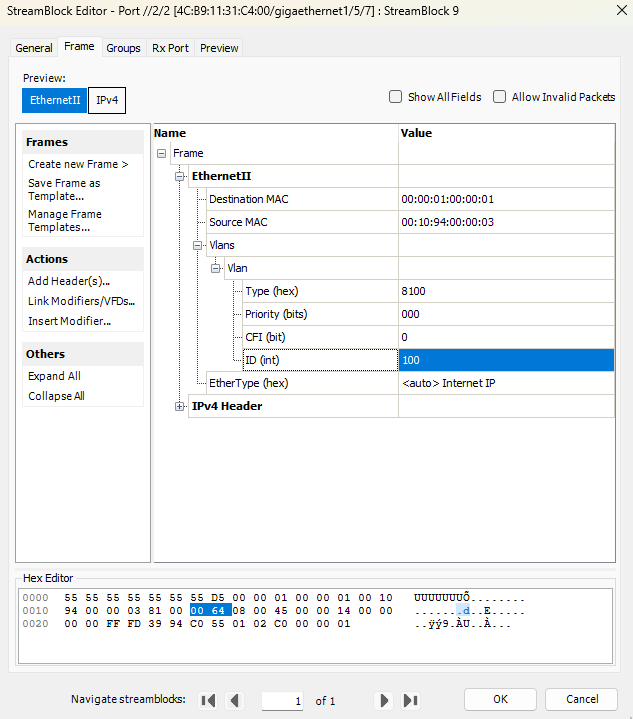 StreamBlock Editor - Port //2/2 [4C:B9:11:31:C4:00/gigaethernet1/5/7] : StreamBlock 9
General Frame Groups Rx Port Preview
Preview:
EthernetII IPv4
Show All Fields Allow Invalid Packets
Frames
Create new Frame >
Save Frame as
Template...
Manage Frame
Templates...
Actions
Add Header(s)...
Link Modifiers/VFDs...
Insert Modifier...
Others
Expand All
Collapse All
Name Value
Frame
EthernetII
Destination MAC 00:00:01:00:00:01
Source MAC 00:10:94:00:00:03
Vlans
Vlan
Type (hex) 8100
Priority (bits) 000
CFI (bit) 0
ID (int) 100
EtherType (hex) <auto> Internet IP
IPv4 Header
Hex Editor
0000 55 55 55 55 55 55 55 D5 00 00 01 00 00 01 00 10 UUUUUUUÕ........
0010 94 00 00 03 81 00 00 64 08 00 45 00 00 14 00 00 .......d..E.....
0020 00 00 FF FD 39 94 C0 55 01 02 C0 00 00 01 ..ÿý9.ÀU..À...
Navigate streamblocks: 1 of 1
OK Cancel